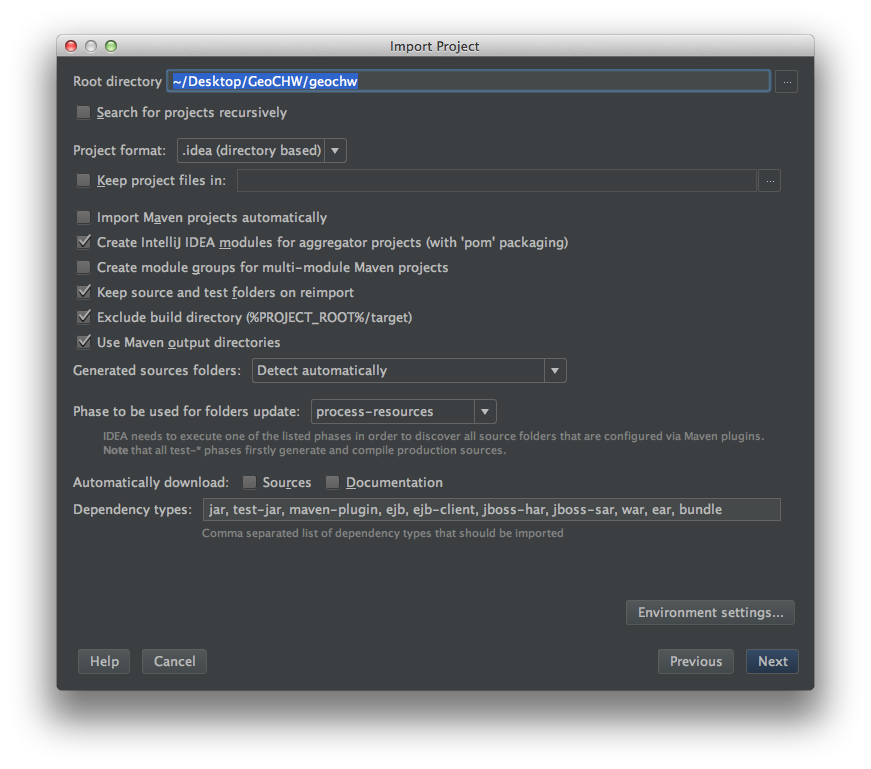 Import Project
Root directory ~/Desktop/GeoCHW/geochw ...
Search for projects recursively
Project format: .idea (directory based)
Keep project files in: ...
Import Maven projects automatically
Create IntelliJ IDEA modules for aggregator projects (with 'pom' packaging)
Create module groups for multi-module Maven projects
Keep source and test folders on reimport
Exclude build directory (%PROJECT_ROOT%/target)
Use Maven output directories
Generated sources folders: Detect automatically
Phase to be used for folders update: process-resources
IDEA needs to execute one of the listed phases in order to discover all source folders that are configured via Maven plugins.
Note that all test-* phases firstly generate and compile production sources.
Automatically download: Sources Documentation
Dependency types: jar, test-jar, maven-plugin, ejb, ejb-client, jboss-har, jboss-sar, war, ear, bundle
Comma separated list of dependency types that should be imported
Environment settings...
Help Cancel Previous Next